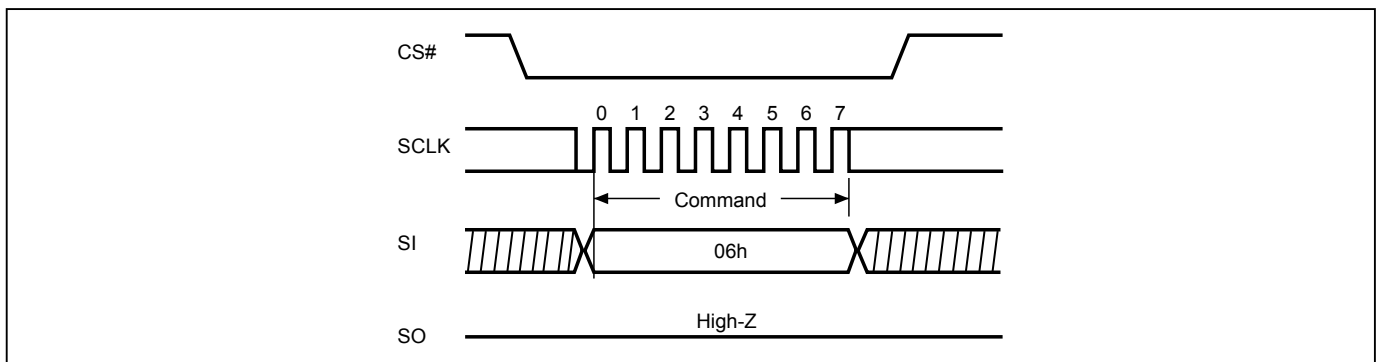 CS#
0 1 2 3 4 5 6 7
SCLK
Command
SI
06h
High-Z
SO